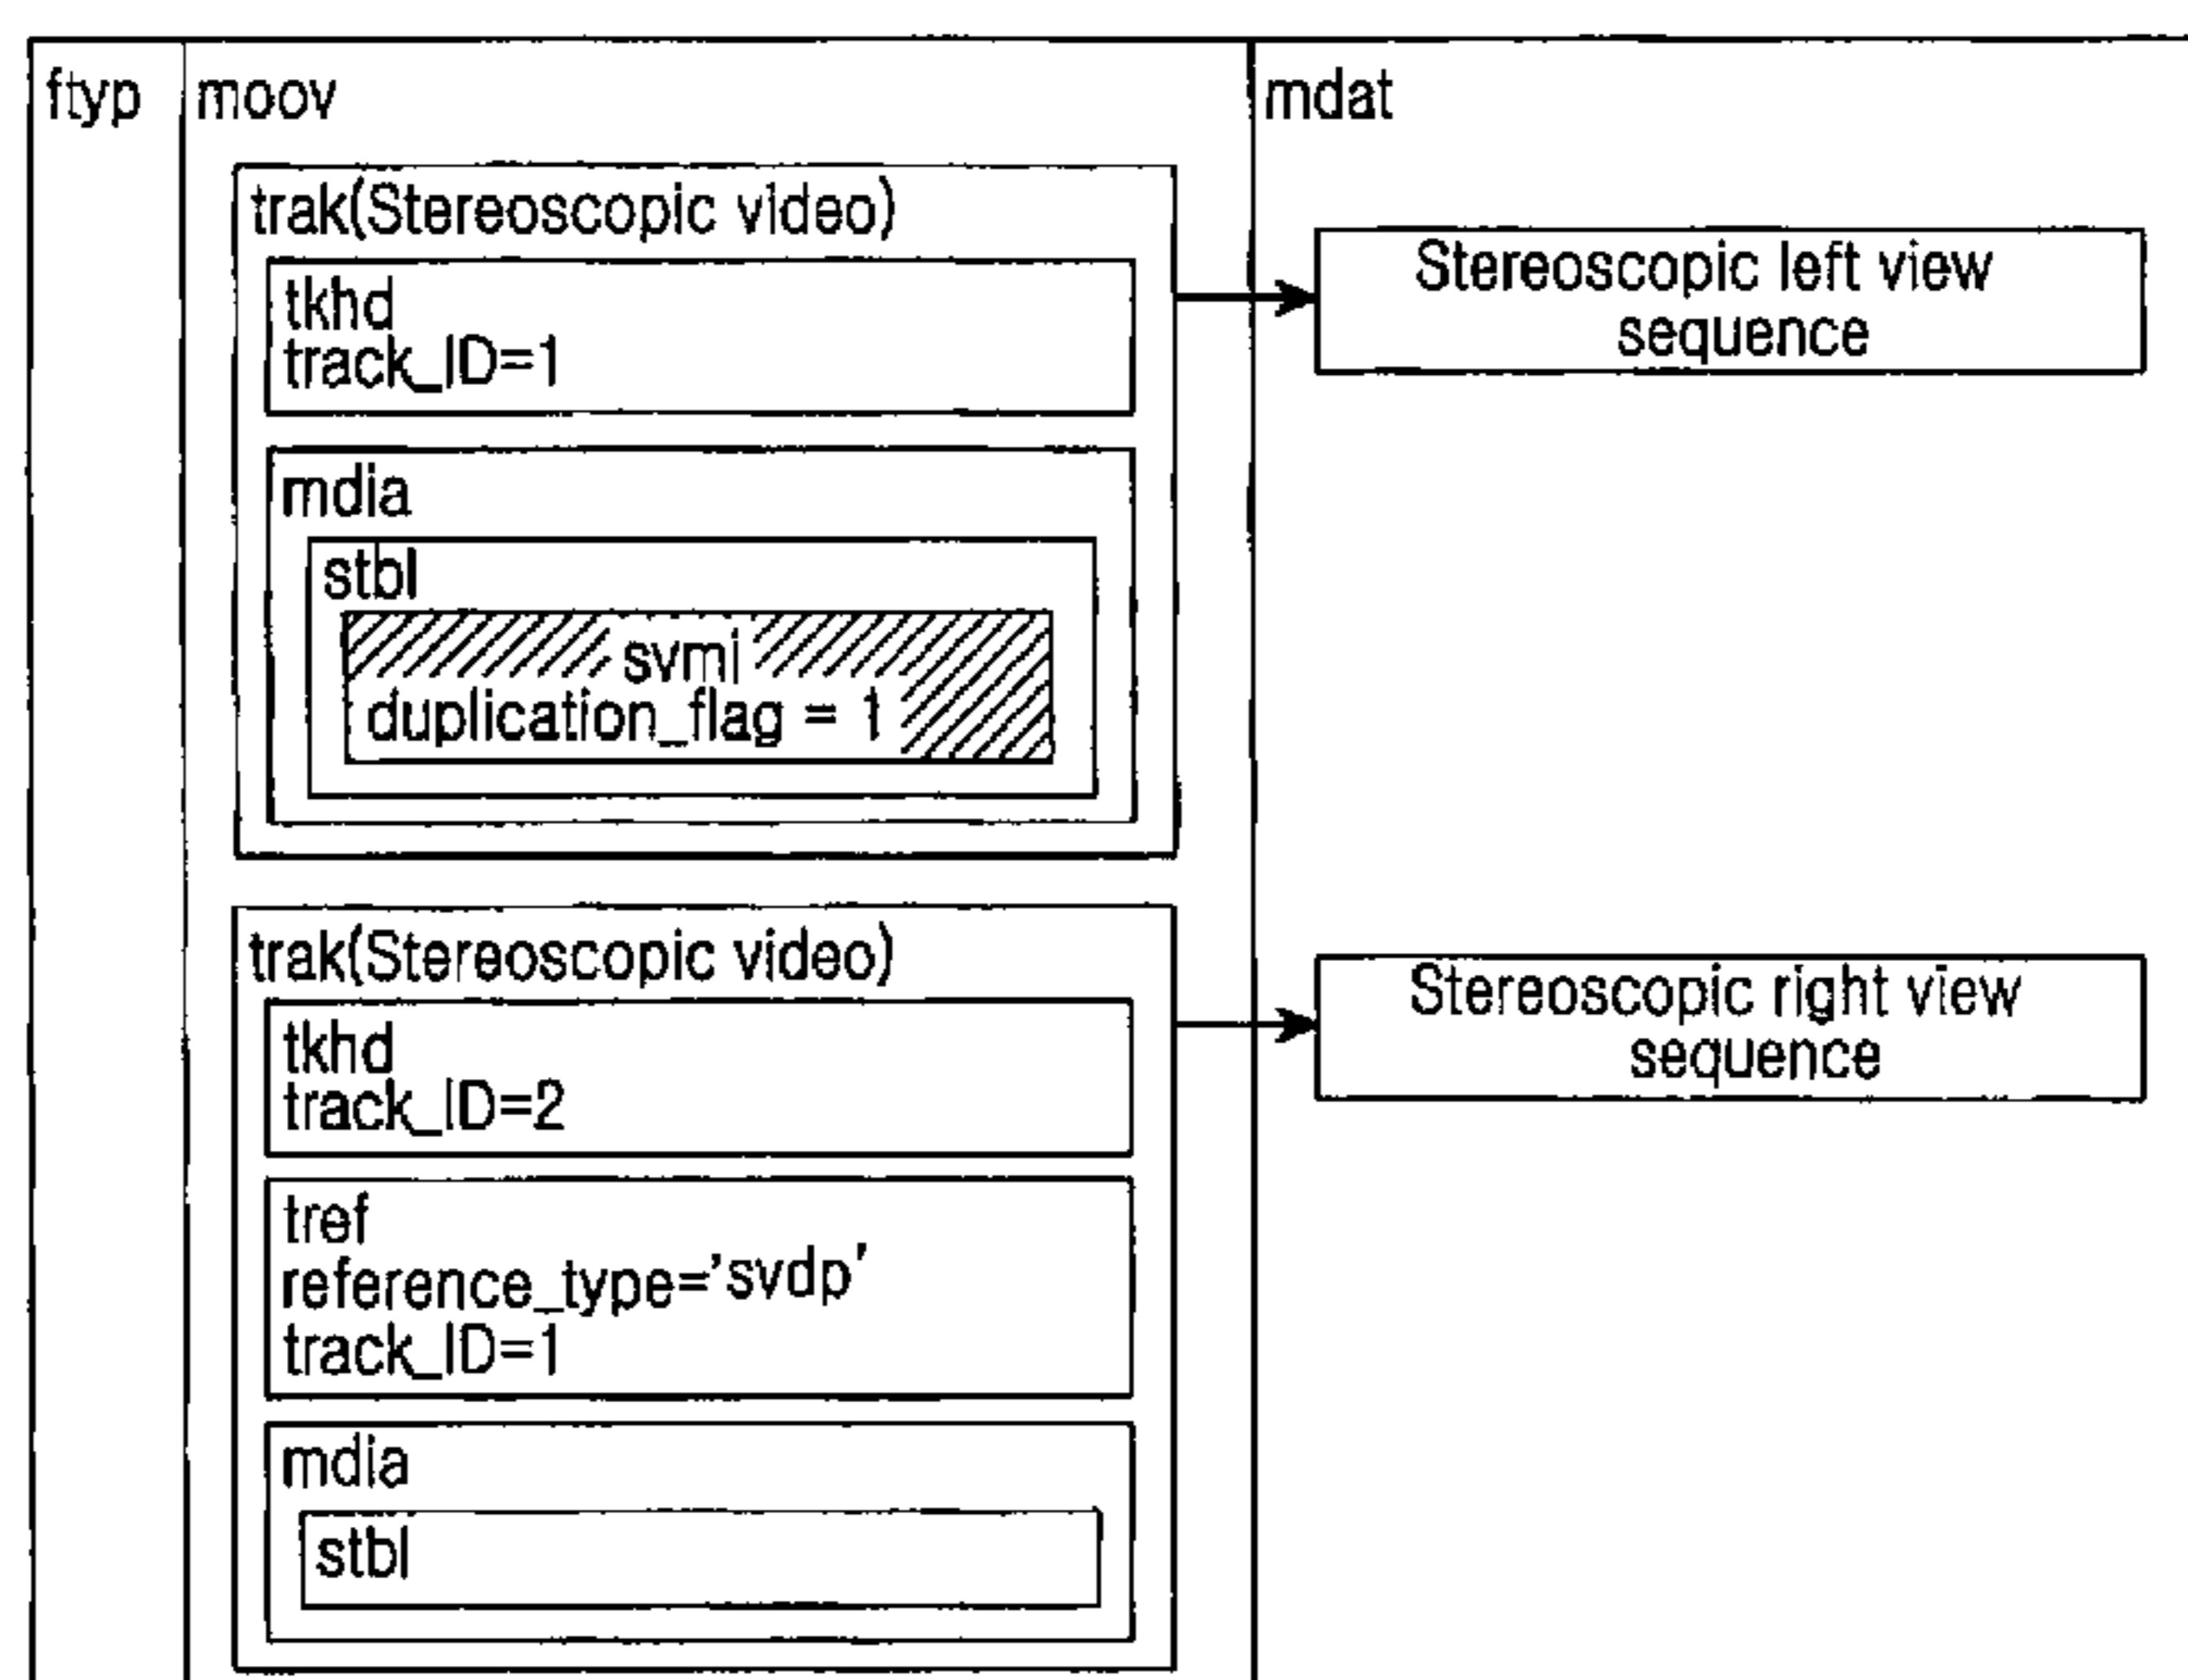 ftyp
moov
mdat
trak(Stereoscopic video)
tkhd
track_ID=1
mdia
stbl
svmi
duplication_flag = 1
Stereoscopic left view
sequence
trak(Stereoscopic video)
tkhd
track_ID=2
tref
reference_type='svdp'
track_ID=1
mdia
stbl
Stereoscopic right view
sequence